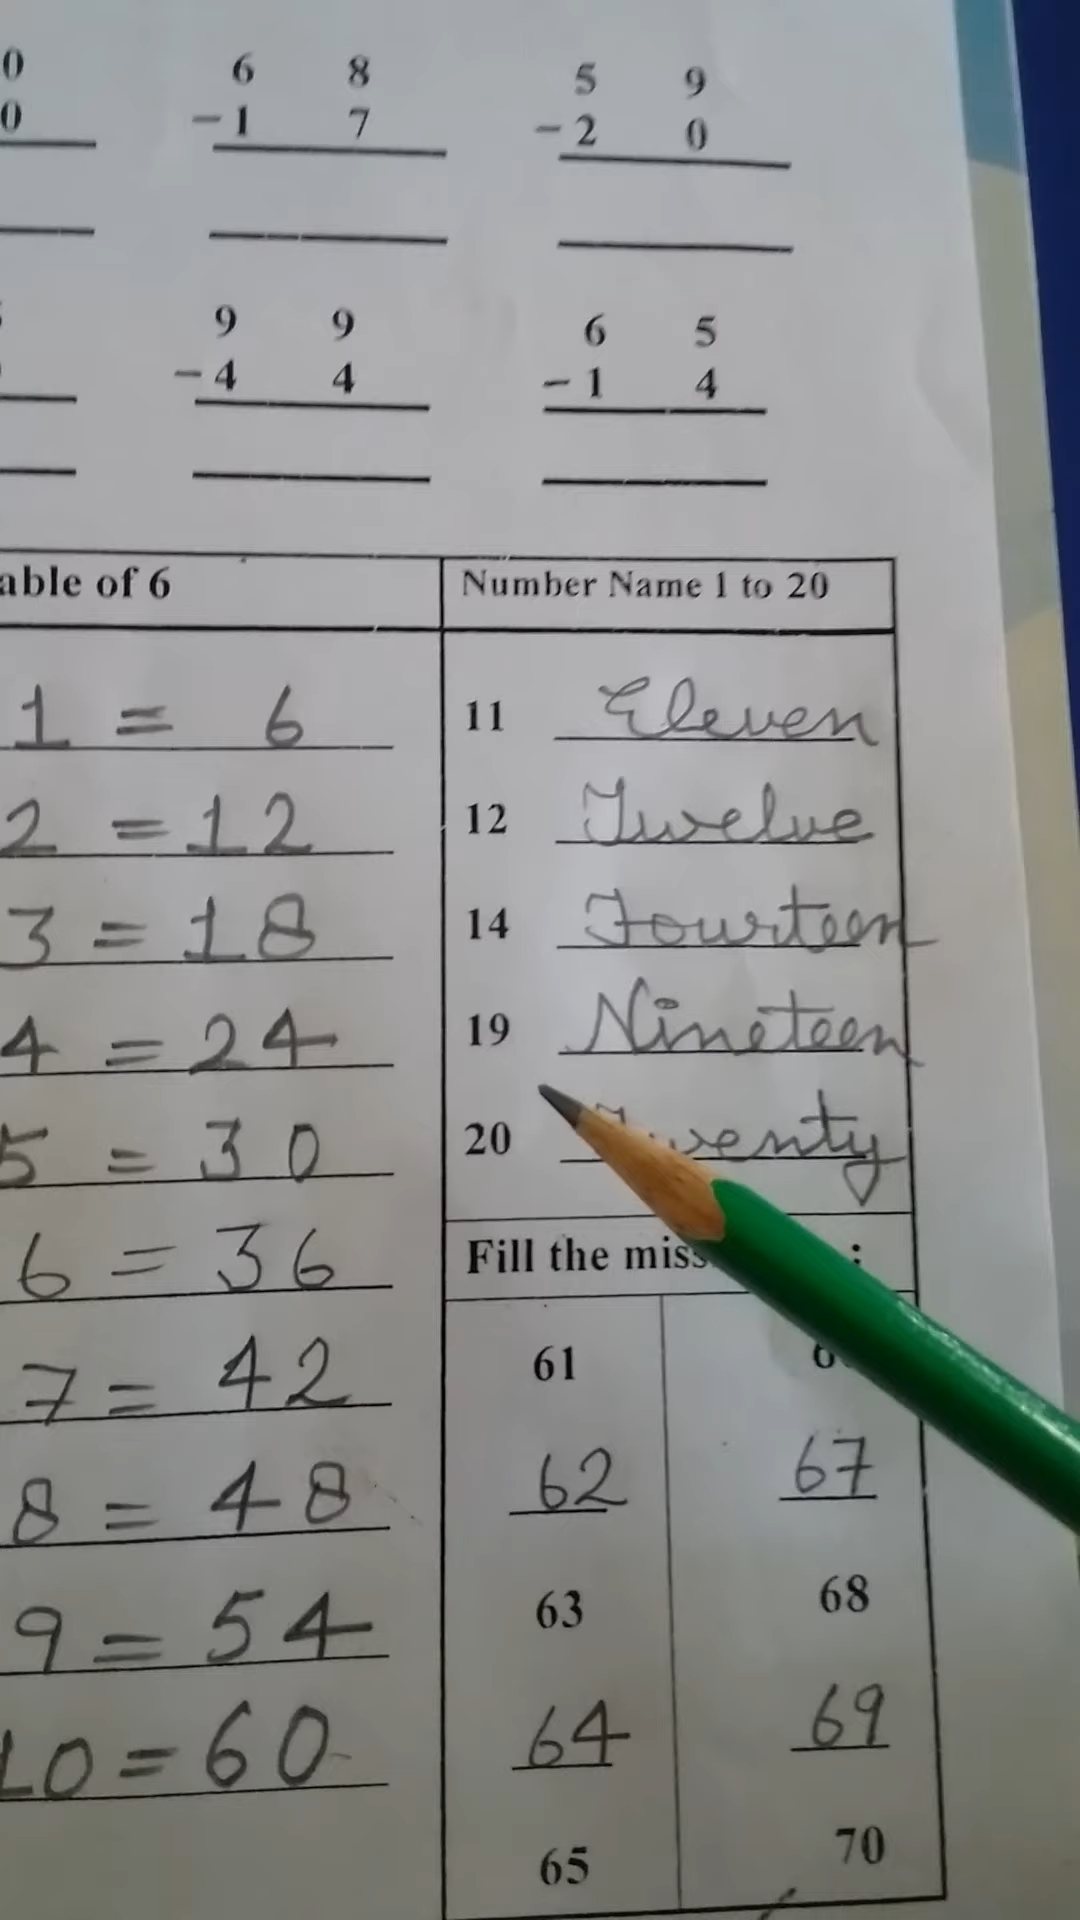 0 6 8 5 9
0 -1 7 -2 0
9 9 6 5
-4 4 -1 4
able of 6 Number Name 1 to 20
1 = 6 11 Eleven
2 = 12 12 Twelve
3 = 18 14 Fourteen
4 = 24 19 Nineteen
5 = 30 20
6 = 36 Fill the :
7 = 42 61
8 = 48 62 67
9 = 54 63 68
10 = 60 64 69
65 70